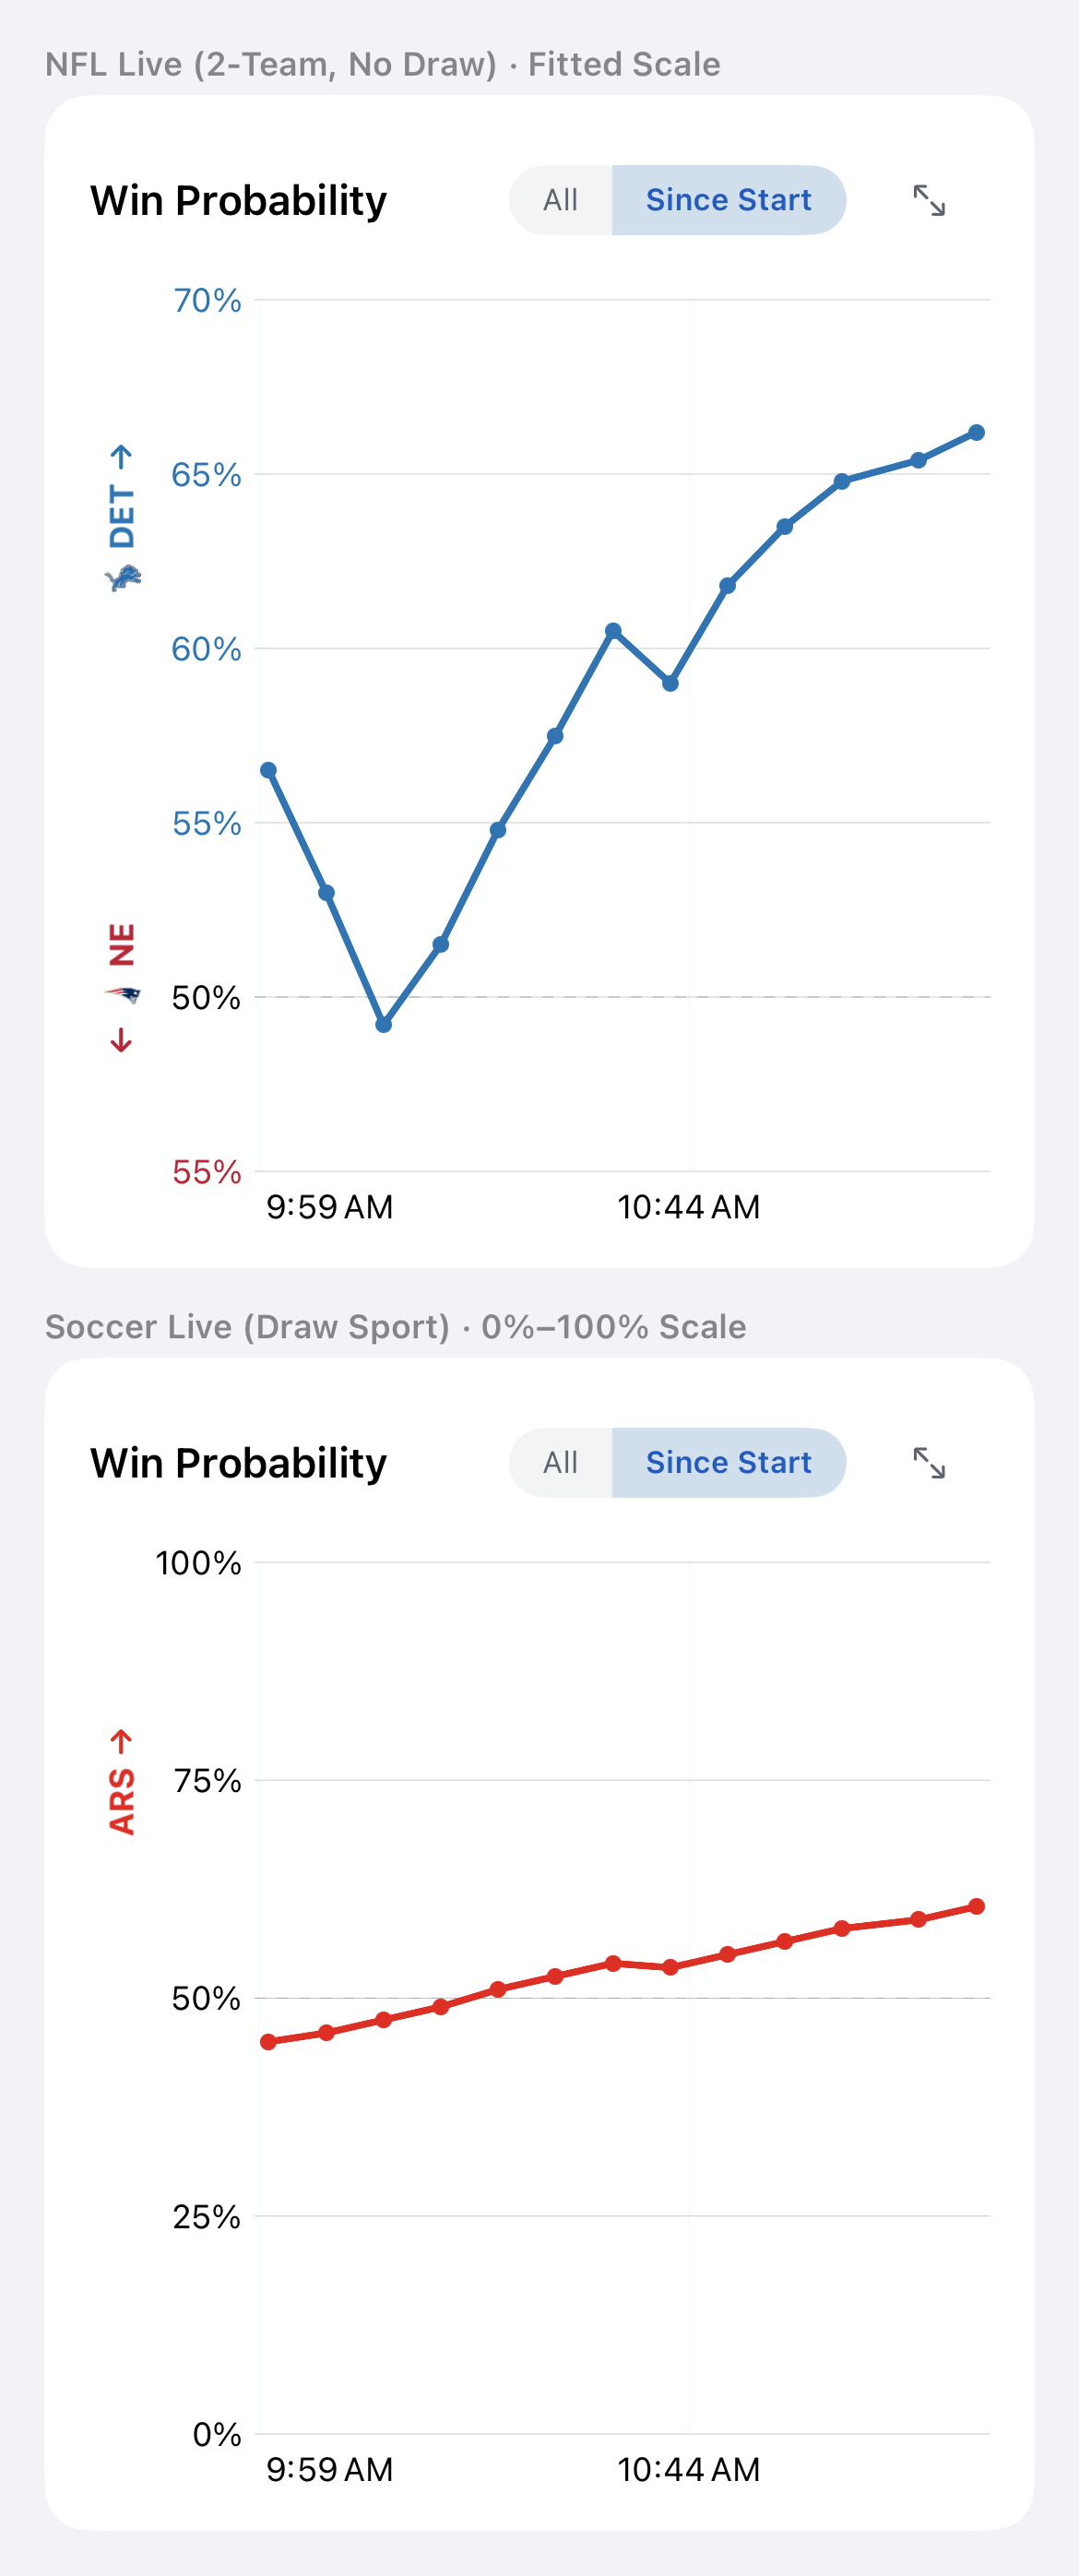 NFL Live (2-Team, No Draw) · Fitted Scale
Win Probability
All
Since Start
70%
65%
60%
55%
50%
55%
DET →
← NE
9:59 AM
10:44 AM
Soccer Live (Draw Sport) · 0%–100% Scale
Win Probability
All
Since Start
100%
75%
50%
25%
0%
ARS →
9:59 AM
10:44 AM